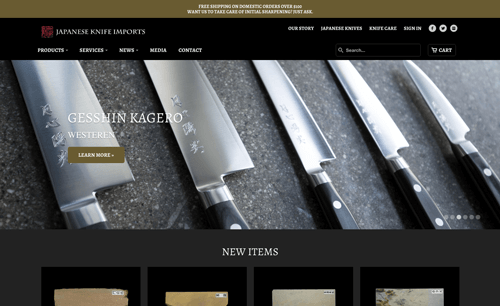 FREE SHIPPING ON DOMESTIC ORDERS OVER $100
WANT US TO TAKE CARE OF INITIAL SHARPENING? JUST ASK.
JAPANESE KNIFE IMPORTS
OUR STORY JAPANESE KNIVES KNIFE CARE SIGN IN
PRODUCTS SERVICES NEWS MEDIA CONTACT
Search...
CART
GESSHIN KAGERO
WESTERN
LEARN MORE »
NEW ITEMS